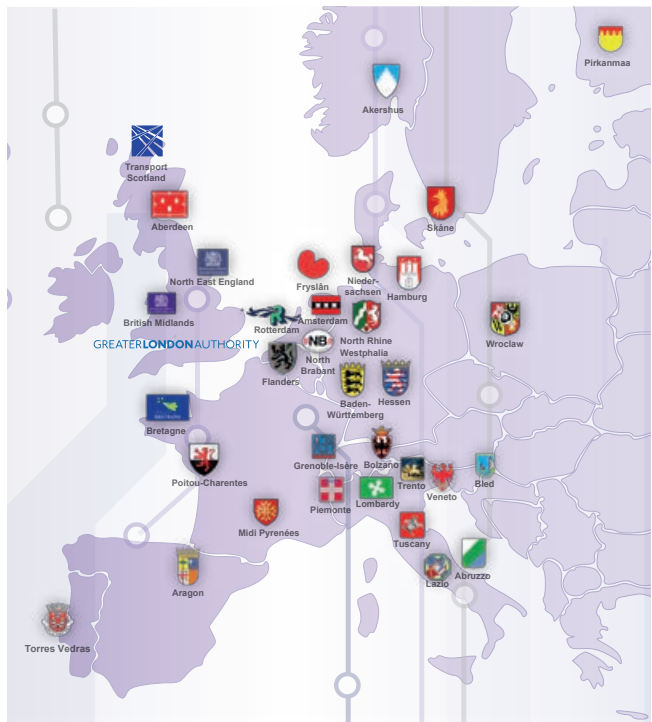 Pirkanmaa
Akershus
Transport
Scotland
Aberdeen
Skåne
North East England
Fryslân
Nieder-
sachsen
Hamburg
British Midlands
Rotterdam
Amsterdam
North Rhine
Westphalia
Wroclaw
GREATERLONDONAUTHORITY
NB
North
Brabant
Flanders
Baden-
Württemberg
Hessen
Bretagne
Grenoble-Isère
Bolzano
Poitou-Charentes
Trento
Veneto
Bled
Piemonte
Lombardy
Midi Pyrenées
Tuscany
Aragon
Lazio
Abruzzo
Torres Vedras